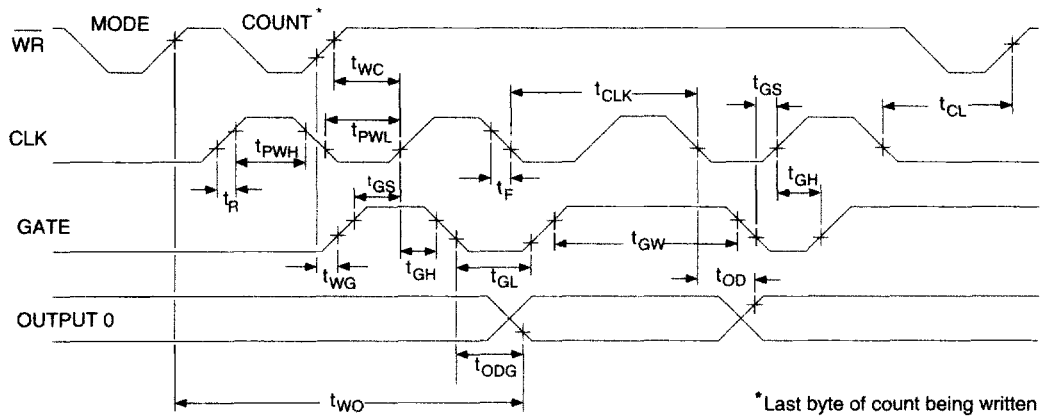 MODE COUNT*
WR
tWC
tCLK
tGS
tCL
CLK
tPWL
tPWH
tGS
tR
tF
tGH
GATE
tWG
tGH
tGL
tGW
tOD
OUTPUT 0
tODG
tWO
*Last byte of count being written